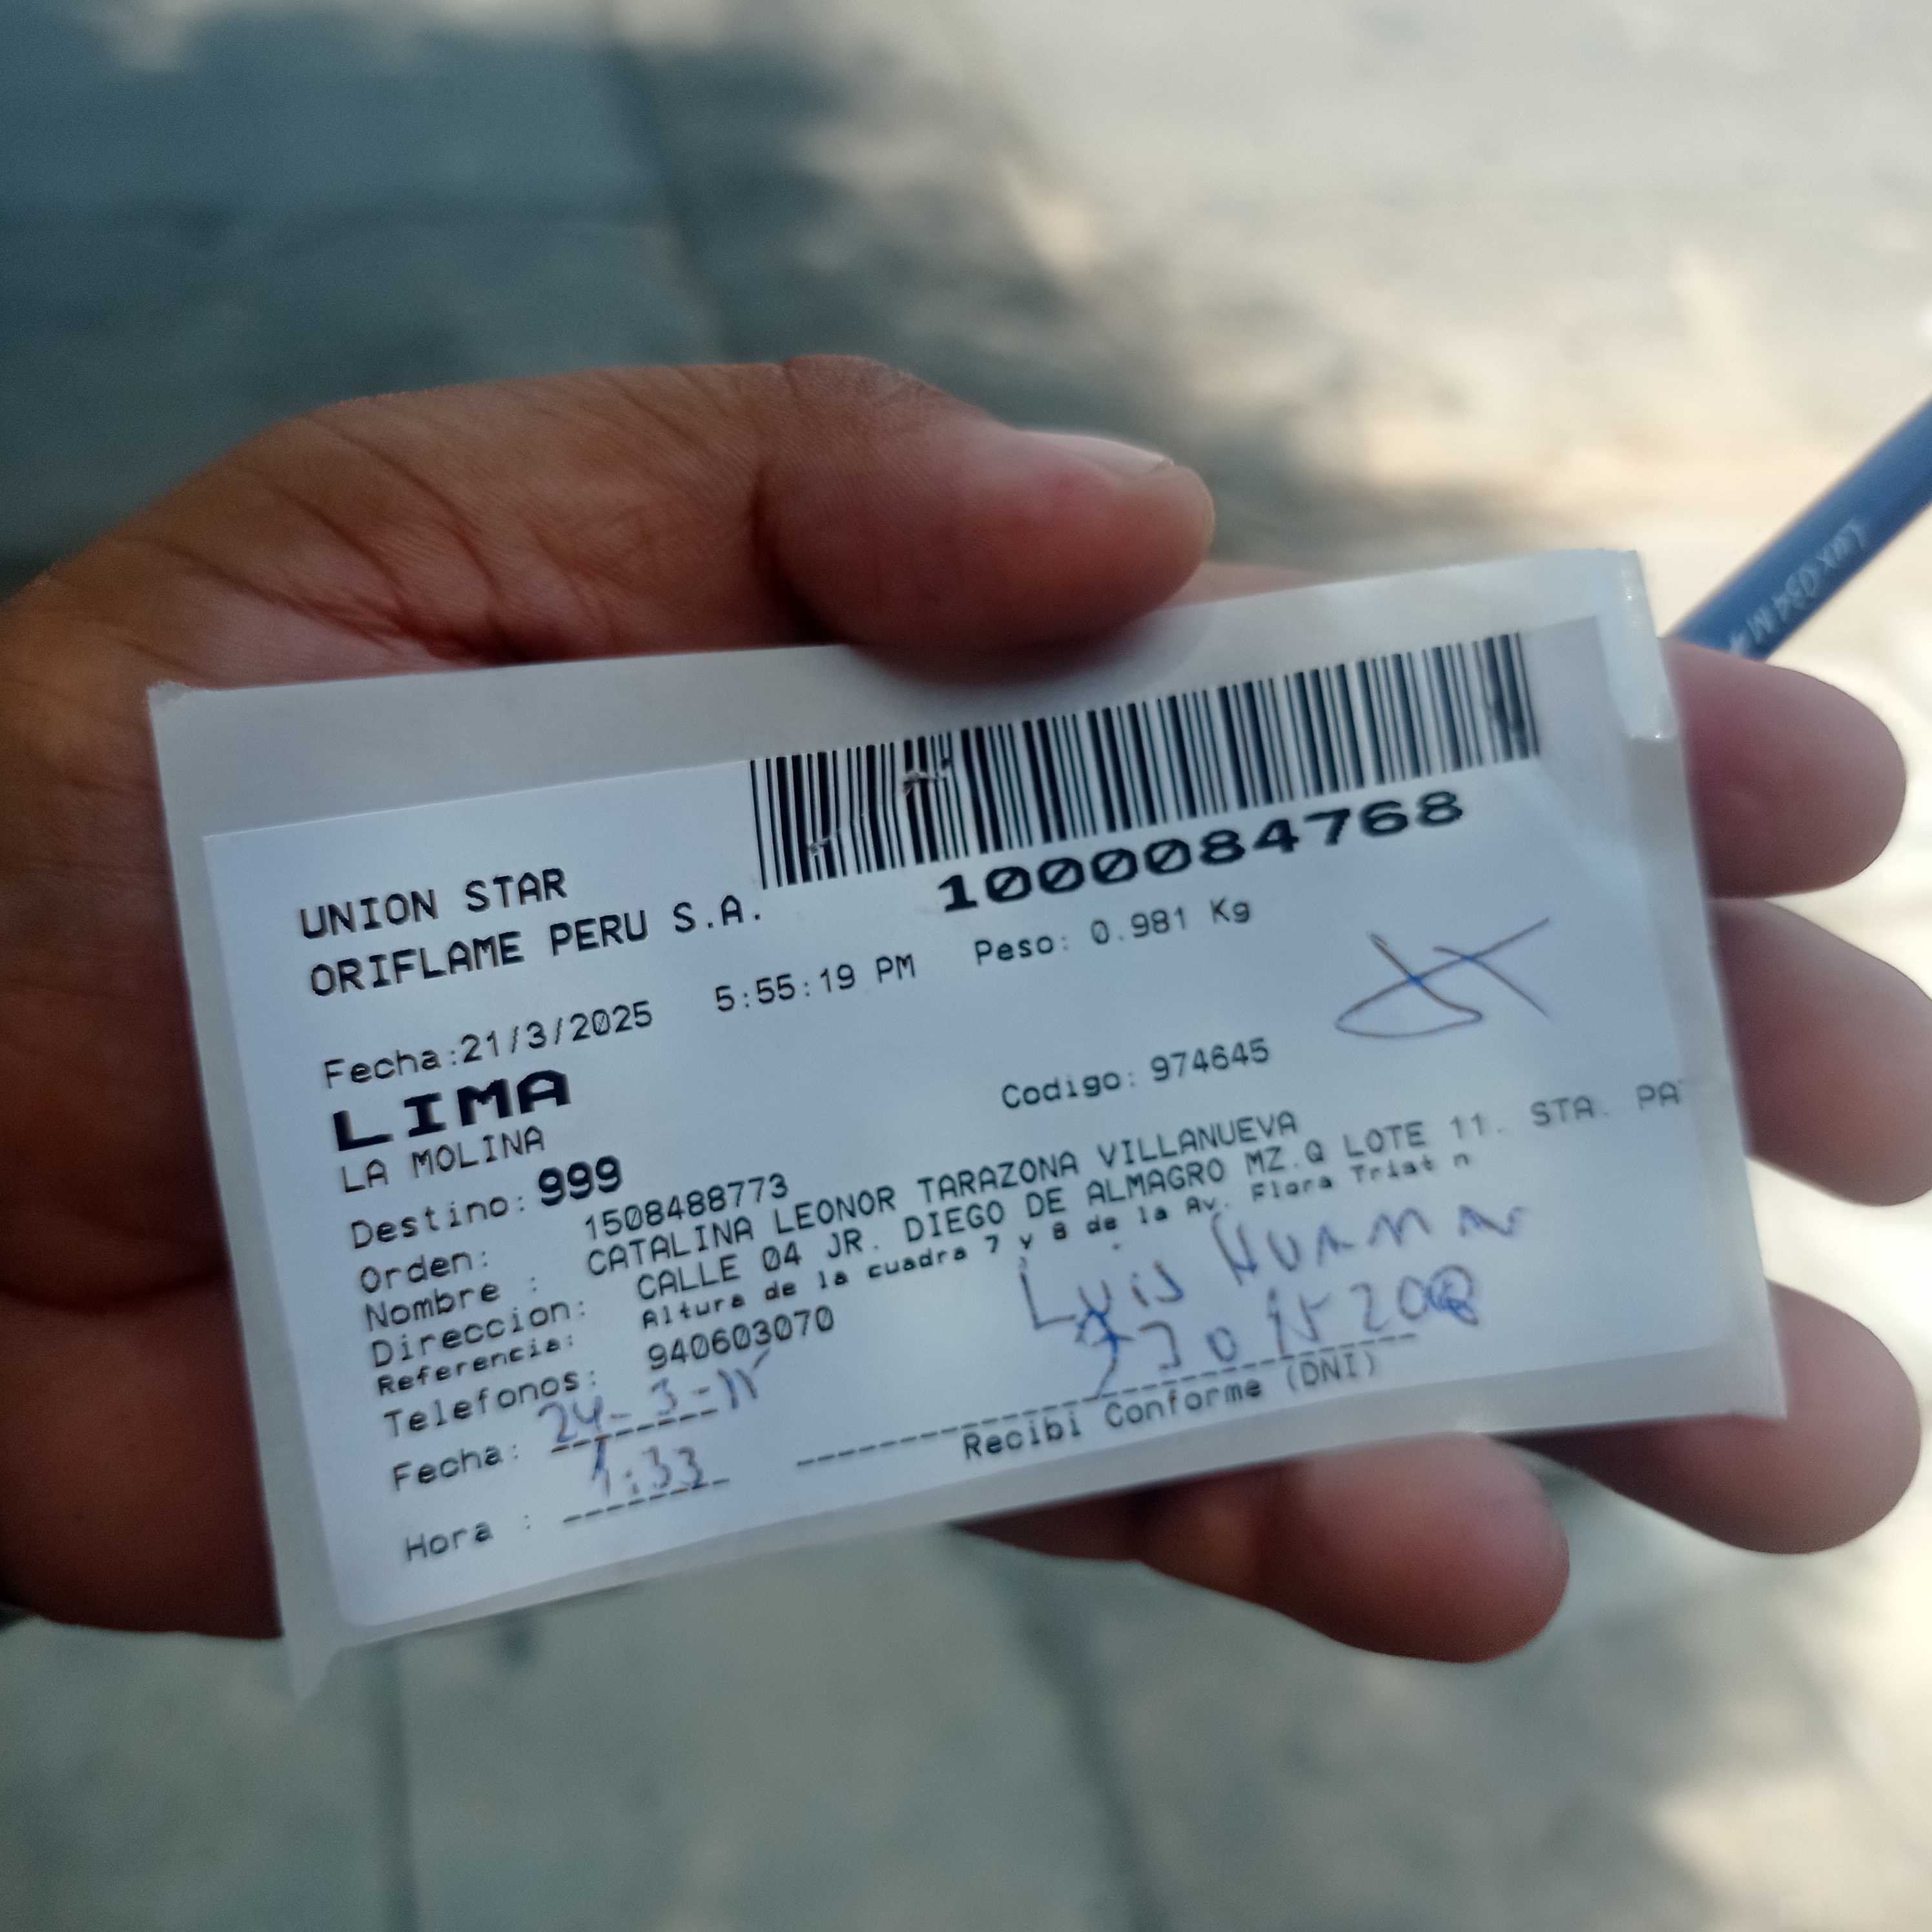 1000084768
UNION STAR
ORIFLAME PERU S.A.
Fecha:21/3/2025 5:55:19 PM Peso: 0.981 Kg
LIMA
LA MOLINA Codigo: 974645
Destino: 999
Orden: 1508488773
Nombre : CATALINA LEONOR TARAZONA VILLANUEVA
Direccion: CALLE 04 JR. DIEGO DE ALMAGRO MZ.Q LOTE 11. STA. PA
Referencia: Altura de la cuadra 7 y 8 de la Av. Flora Trist n
Telefonos: 940603070
Luis
Fecha: 24-3-
Hora : 1:33
Recibi Conforme (DNI)